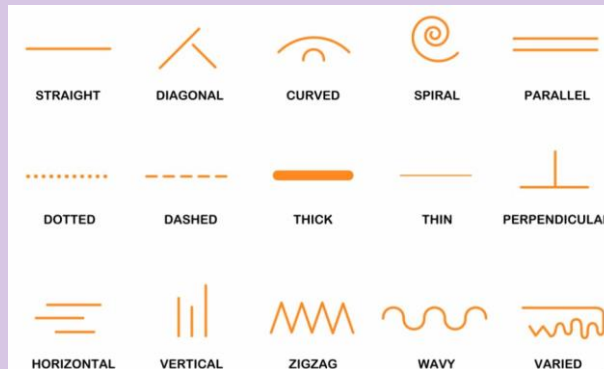 STRAIGHT DIAGONAL CURVED SPIRAL PARALLEL
DOTTED DASHED THICK THIN PERPENDICULAR
HORIZONTAL VERTICAL ZIGZAG WAVY VARIED